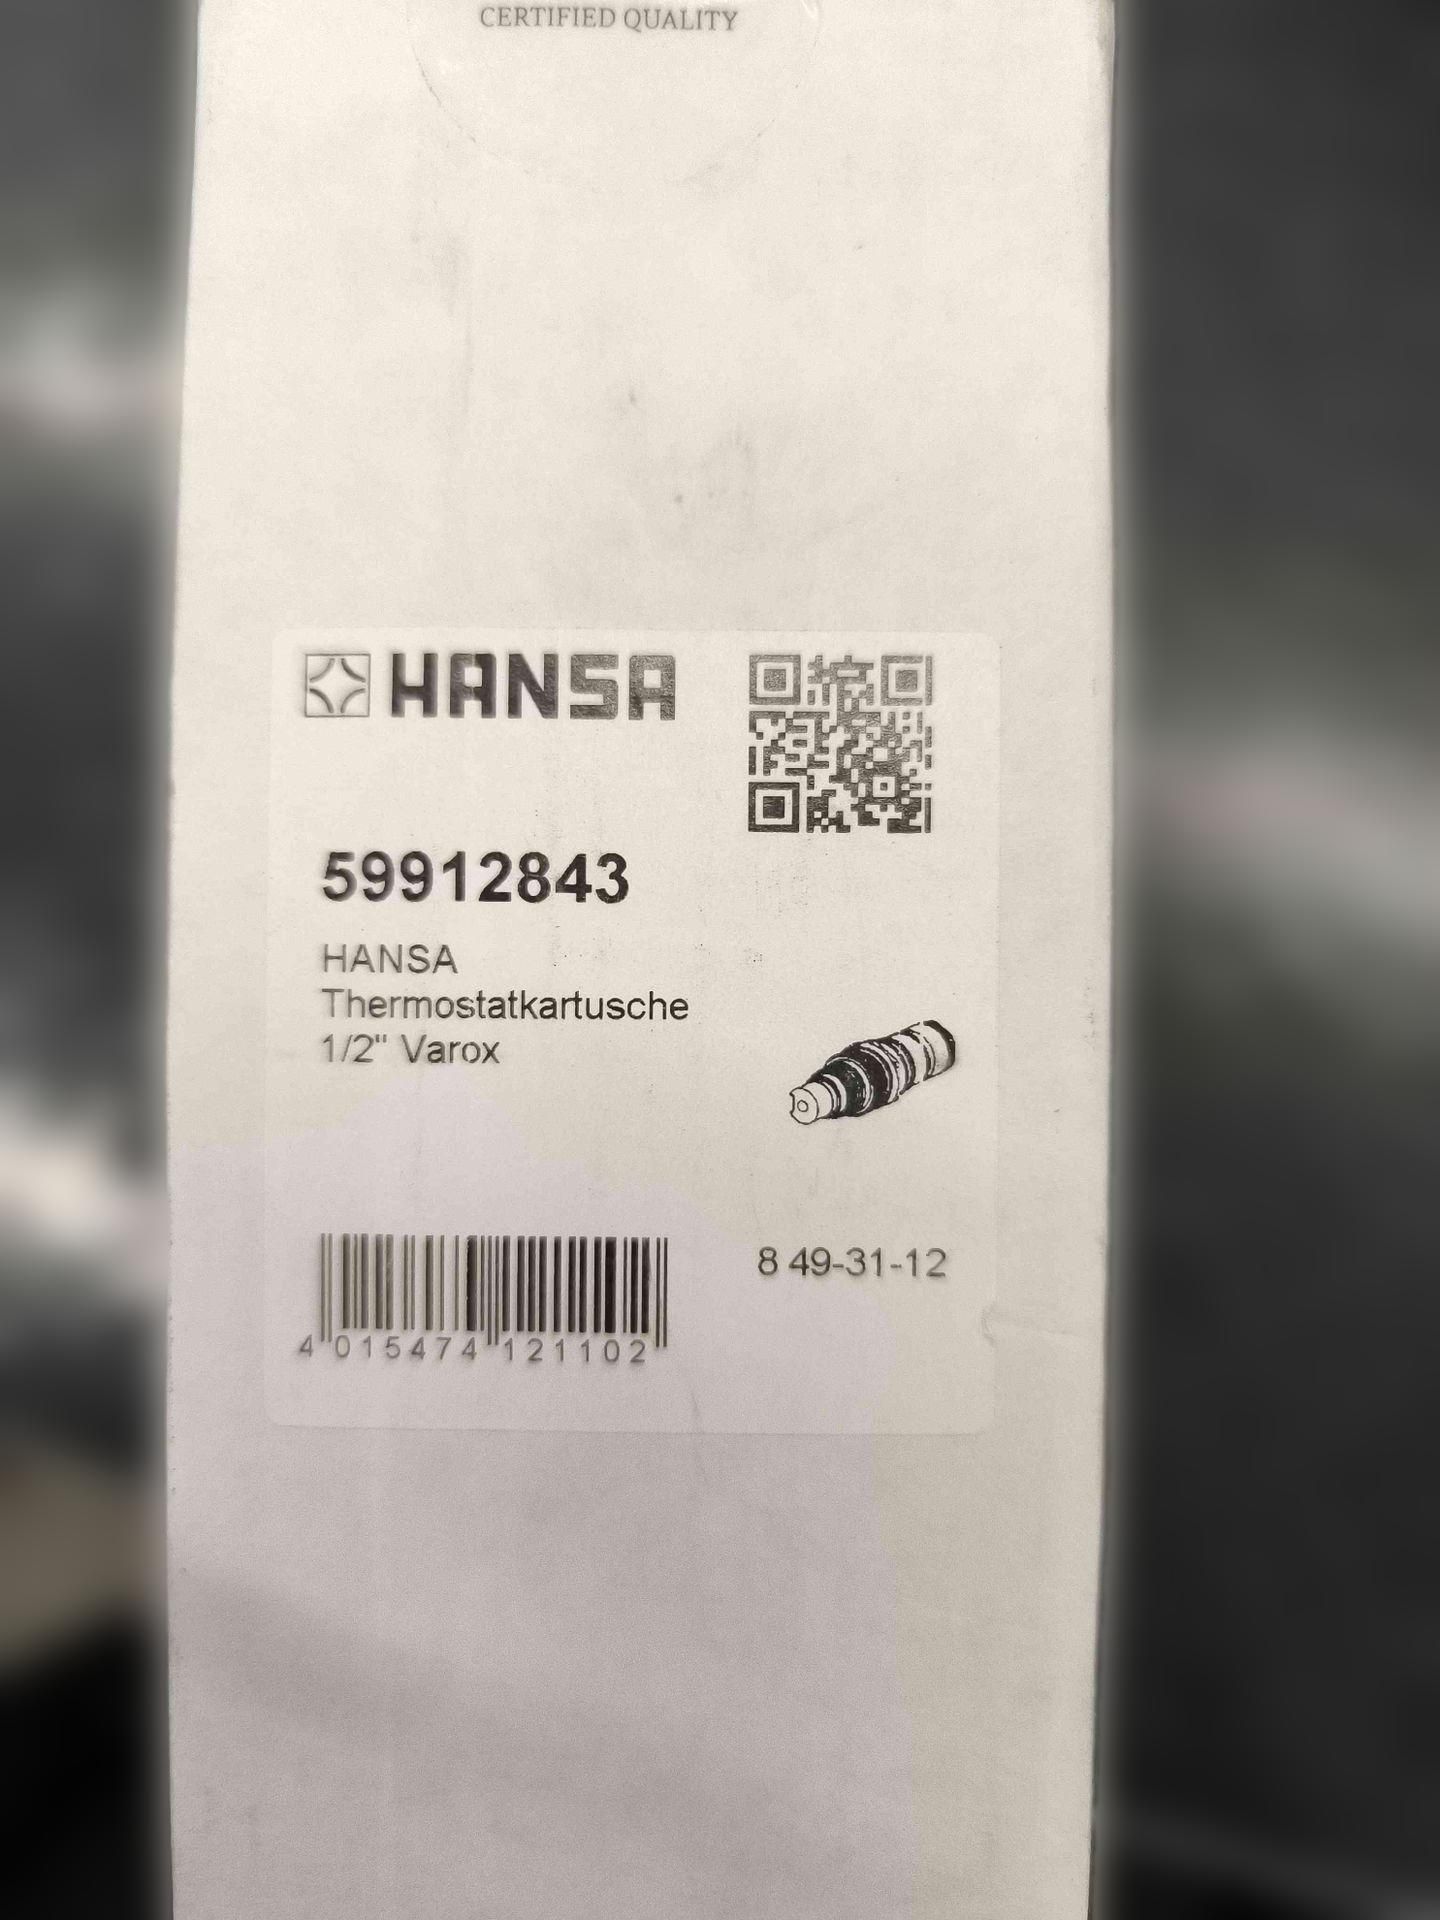 CERTIFIED QUALITY
HANSA
59912843
HANSA
Thermostatkartusche
1/2" Varox
8 49-31-12
4 015474 121102